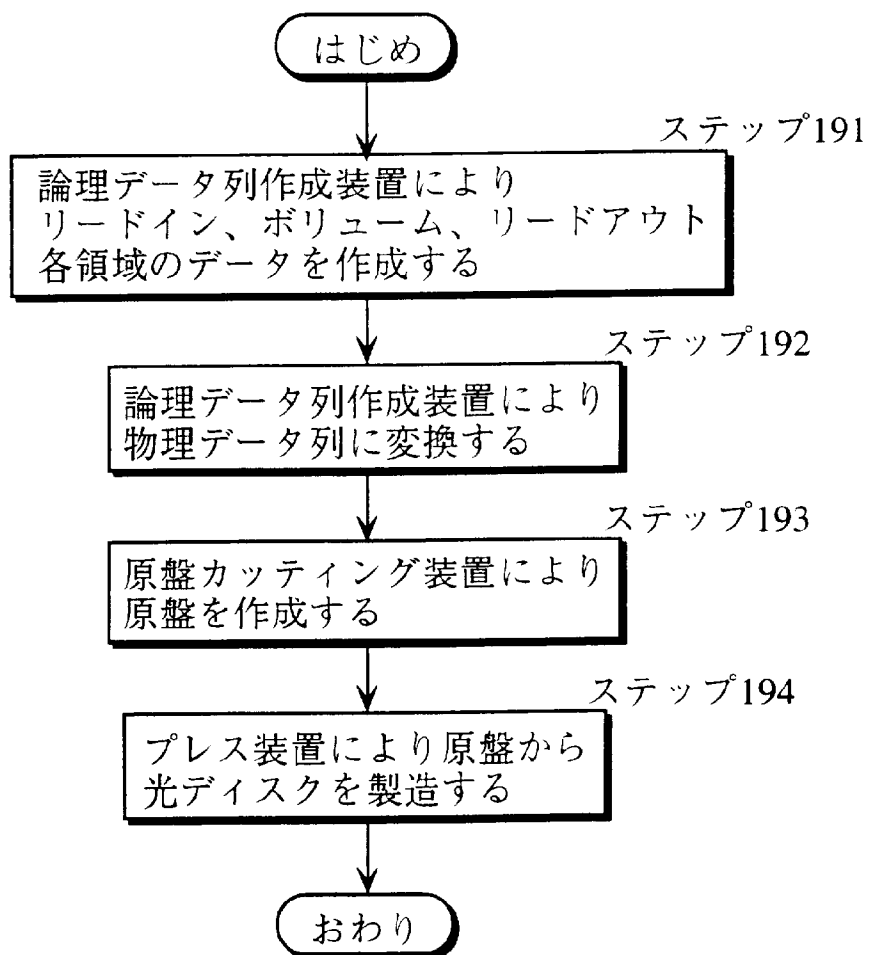 はじめ
ステップ191
論理データ列作成装置により
リードイン、ボリューム、リードアウト
各領域のデータを作成する
ステップ192
論理データ列作成装置により
物理データ列に変換する
ステップ193
原盤カッティング装置により
原盤を作成する
ステップ194
プレス装置により原盤から
光ディスクを製造する
おわり